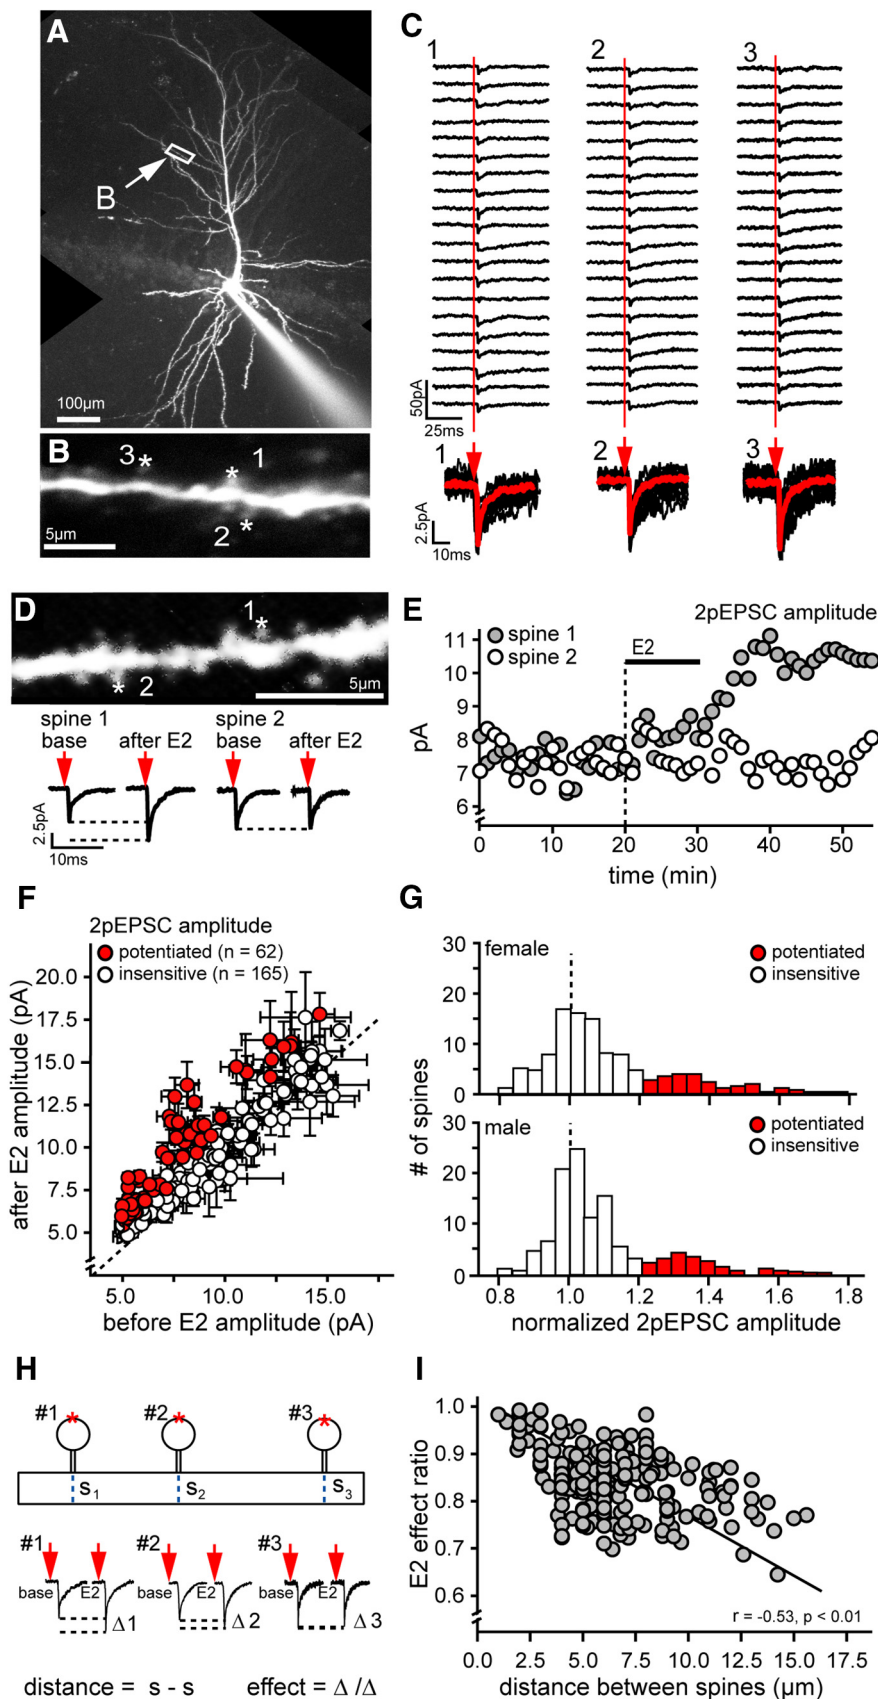 A
B
100µm
B
3 * * 1
2 *
5µm
C
1 2 3
50pA
25ms
1 2 3
2.5pA
10ms
D
1 *
* 2
5µm
spine 1 spine 2
base after E2 base after E2
2.5pA
10ms
E
2pEPSC amplitude
spine 1
spine 2
E2
pA
11
10
9
8
7
6
0 10 20 30 40 50
time (min)
F
2pEPSC amplitude
potentiated (n = 62)
insensitive (n = 165)
after E2 amplitude (pA)
20.0
17.5
15.0
12.5
10.0
7.5
5.0
5.0 10.0 15.0
before E2 amplitude (pA)
G
# of spines
female
potentiated
insensitive
30
20
10
0
male
potentiated
insensitive
30
20
10
0
0.8 1.0 1.2 1.4 1.6 1.8
normalized 2pEPSC amplitude
H
#1 * #2 * #3 *
s1 s2 s3
#1 #2 #3
base E2 base E2 base E2
Δ1 Δ2 Δ3
distance = s - s effect = Δ /Δ
I
E2 effect ratio
1.0
0.9
0.8
0.7
0.6
r = -0.53, p < 0.01
0.0 2.5 5.0 7.5 10.0 12.5 15.0 17.5
distance between spines (µm)